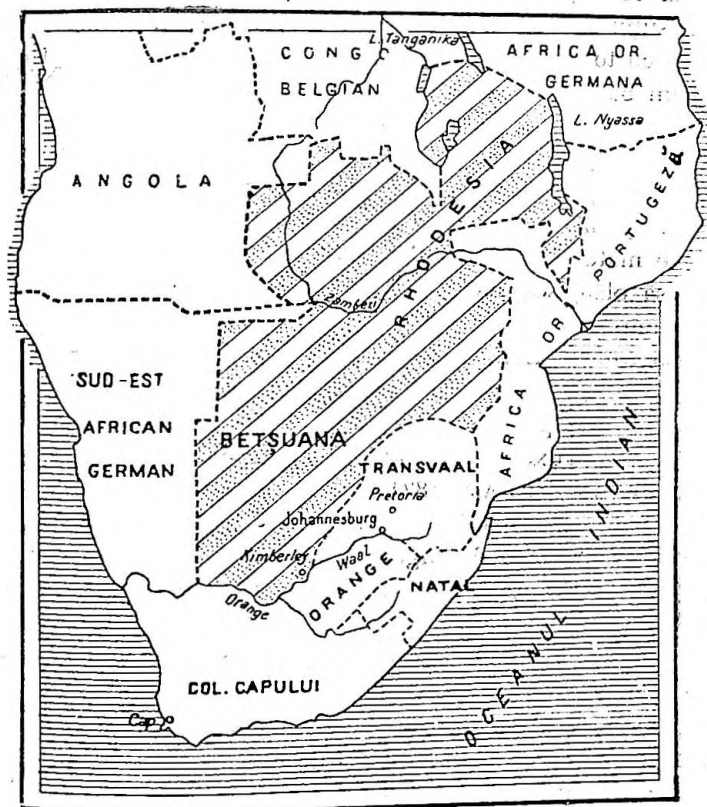 L. Tanganika
CONG
BELGIAN
AFRICA OR.
GERMANA
L. Nyassa
ANGOLA
RHODESIA
PORTUGEZĂ
Zambezi
OR
SUD-EST
AFRICAN
GERMAN
BETSUANA
AFRICA
TRANSVAAL
Pretoria
Johannesburg
Kimberley
Waal
ORANGE
Orange
NATAL
INDIAN
OCEANUL
COL. CAPULUI
Cap